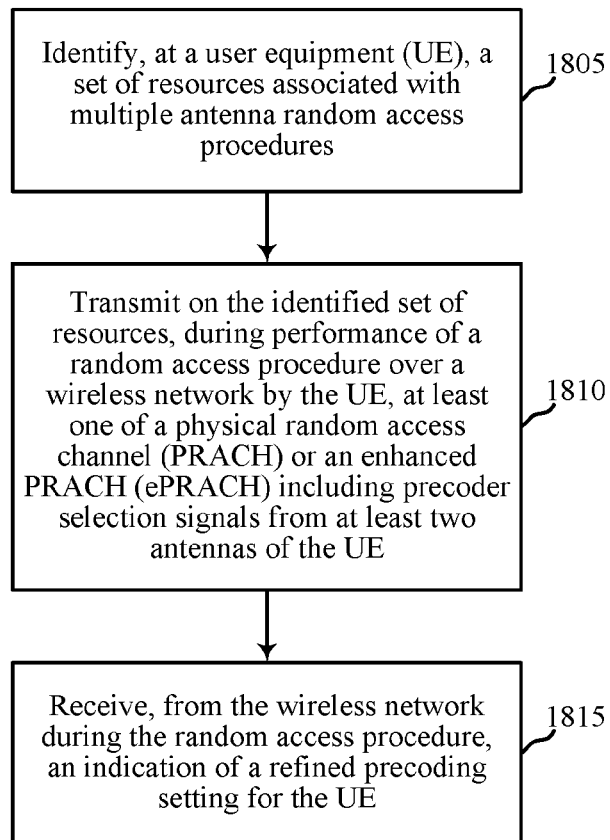 Identify, at a user equipment (UE), a
set of resources associated with
multiple antenna random access
procedures
1805
Transmit on the identified set of
resources, during performance of a
random access procedure over a
wireless network by the UE, at least
one of a physical random access
channel (PRACH) or an enhanced
PRACH (ePRACH) including precoder
selection signals from at least two
antennas of the UE
1810
Receive, from the wireless network
during the random access procedure,
an indication of a refined precoding
setting for the UE
1815